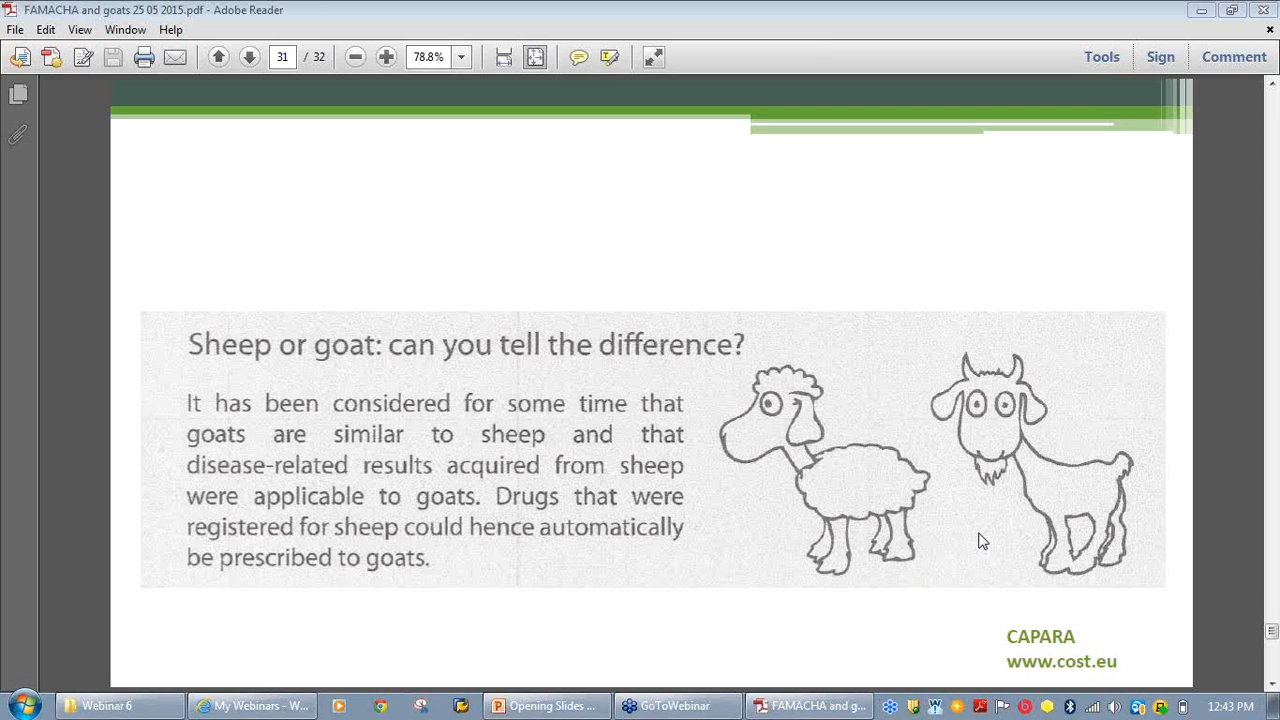 FAMACHA and goats 25 05 2015.pdf - Adobe Reader
File Edit View Window Help
31 / 32 78.8% Tools Sign Comment
Sheep or goat: can you tell the difference?
It has been considered for some time that
goats are similar to sheep and that
disease-related results acquired from sheep
were applicable to goats. Drugs that were
registered for sheep could hence automatically
be prescribed to goats.
CAPARA
www.cost.eu
Webinar 6 My Webinars - W... Opening Slides ... GoToWebinar FAMACHA and g... 12:43 PM